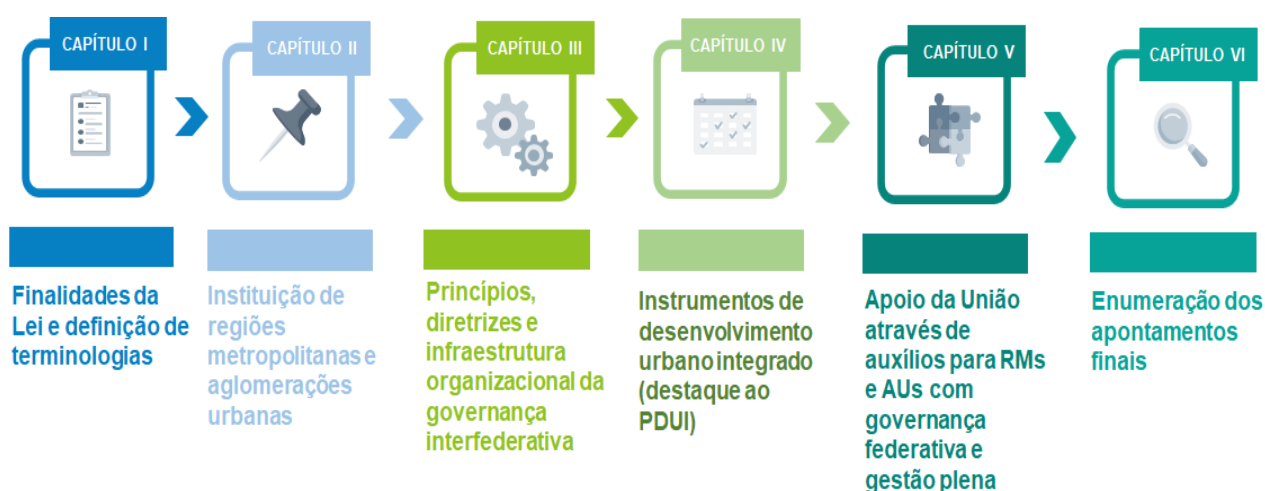 CAPÍTULO I
CAPÍTULO II
CAPÍTULO III
CAPÍTULO IV
CAPÍTULO V
CAPÍTULO VI
Finalidades da
Lei e definição de
terminologias
Instituição de
regiões
metropolitanas e
aglomerações
urbanas
Princípios,
diretrizes e
infraestrutura
organizacional da
governança
interfederativa
Instrumentos de
desenvolvimento
urbano integrado
(destaque ao
PDUI)
Apoio da União
através de
auxílios para RMs
e AUs com
governança
federativa e
gestão plena
Enumeração dos
apontamentos
finais